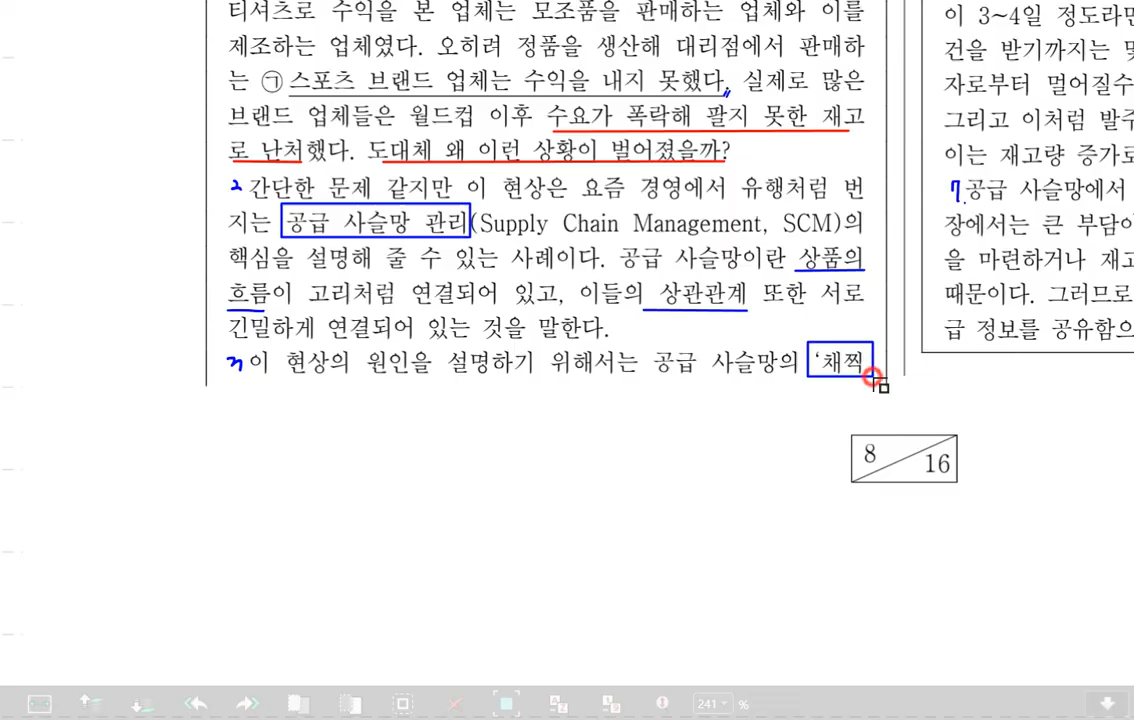 티셔츠로 수익을 본 업체는 모조품을 판매하는 업체와 이를
제조하는 업체였다. 오히려 정품을 생산해 대리점에서 판매하
는 ㉠스포츠 브랜드 업체는 수익을 내지 못했다. 실제로 많은
브랜드 업체들은 월드컵 이후 수요가 폭락해 팔지 못한 재고
로 난처했다. 도대체 왜 이런 상황이 벌어졌을까?
2 간단한 문제 같지만 이 현상은 요즘 경영에서 유행처럼 번
지는 공급 사슬망 관리(Supply Chain Management, SCM)의
핵심을 설명해 줄 수 있는 사례이다. 공급 사슬망이란 상품의
흐름이 고리처럼 연결되어 있고, 이들의 상관관계 또한 서로
긴밀하게 연결되어 있는 것을 말한다.
3 이 현상의 원인을 설명하기 위해서는 공급 사슬망의 ‘채찍
이 3~4일 정도라면
건을 받기까지는
자로부터 멀어질수
그리고 이처럼 발주
이는 재고량 증가로
7. 공급 사슬망에서
장에서는 큰 부담이
을 마련하거나 재고
때문이다. 그러므로
급 정보를 공유함으
8
16
241 %